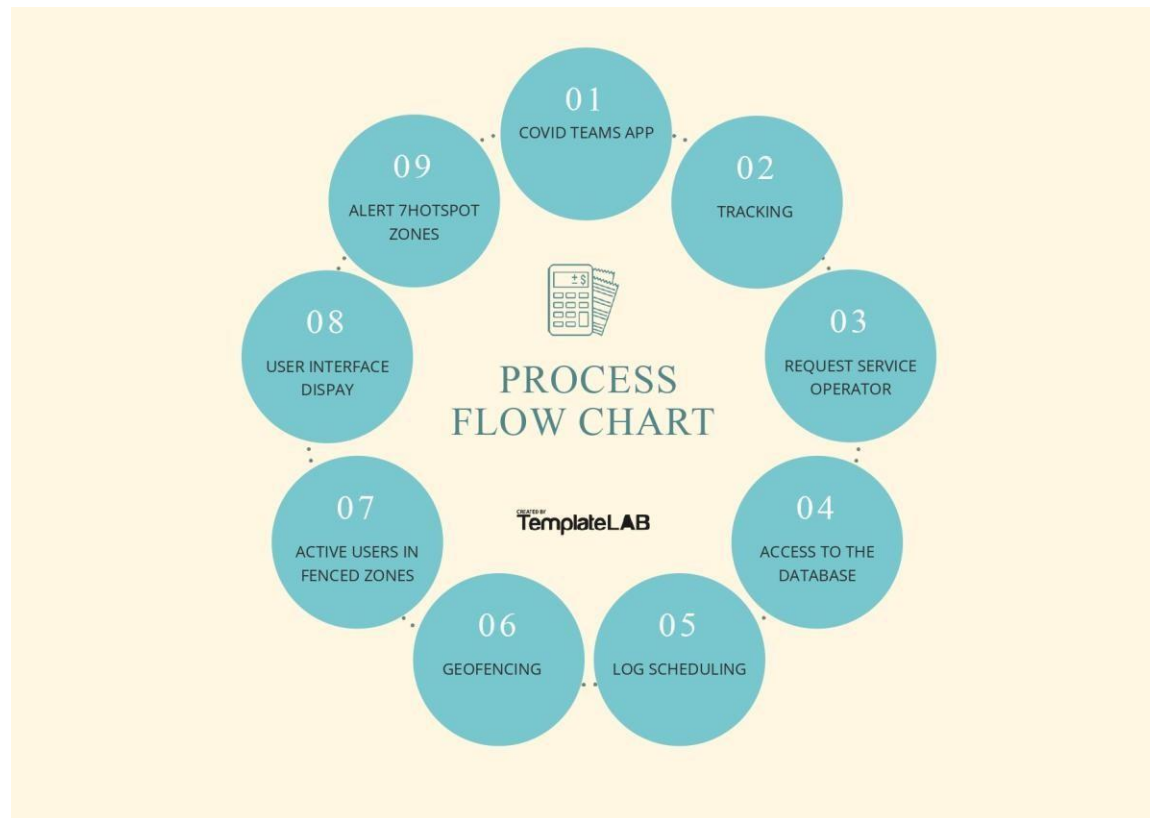 01
COVID TEAMS APP
02
TRACKING
03
REQUEST SERVICE
OPERATOR
04
ACCESS TO THE
DATABASE
05
LOG SCHEDULING
06
GEOFENCING
07
ACTIVE USERS IN
FENCED ZONES
08
USER INTERFACE
DISPAY
09
ALERT 7HOTSPOT
ZONES
±$
PROCESS
FLOW CHART
CREATED BY
TemplateLAB